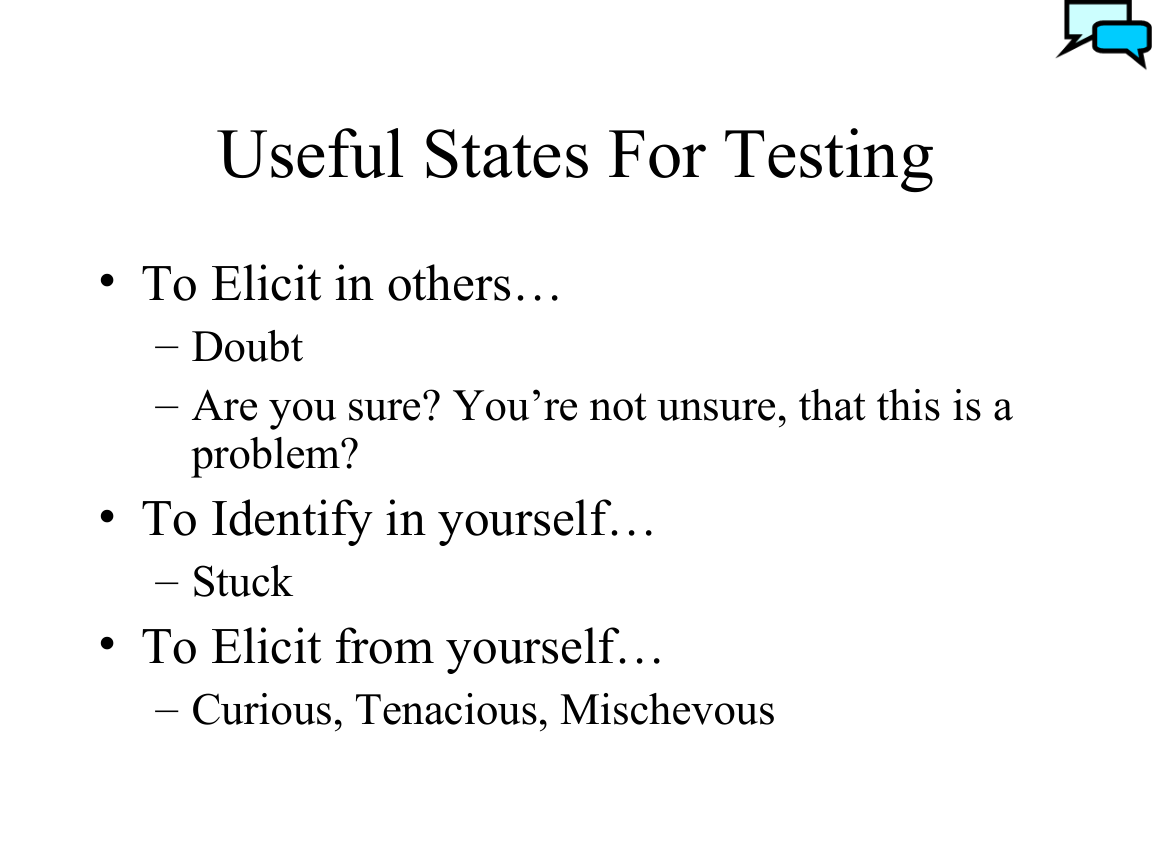 Useful States For Testing
• To Elicit in others…
– Doubt
– Are you sure? You’re not unsure, that this is a
problem?
• To Identify in yourself…
– Stuck
• To Elicit from yourself…
– Curious, Tenacious, Mischevous